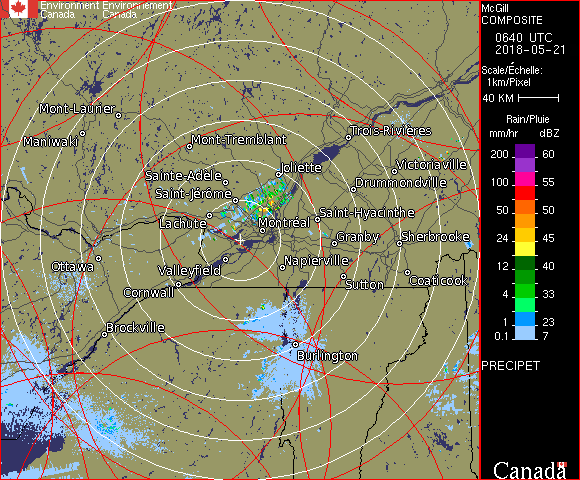 Environment Environnement
Canada Canada
McGill
COMPOSITE
0640 UTC
2018-05-21
Scale/Échelle:
1km/Pixel
40 KM
Rain/Pluie
mm/hr dBZ
200 60
100 55
50 50
24 45
12 40
4 33
1 23
0.1 7
PRECIPET
Mont-Laurier
Maniwaki
Mont-Tremblant
Trois-Rivières
Joliette
Victoriaville
Sainte-Adèle
Drummondville
Saint-Jérôme
Saint-Hyacinthe
Lachute
Montréal
Granby
Sherbrooke
Ottawa
Valleyfield
Napierville
Cornwall
Sutton
Coaticook
Brockville
Burlington
Canada